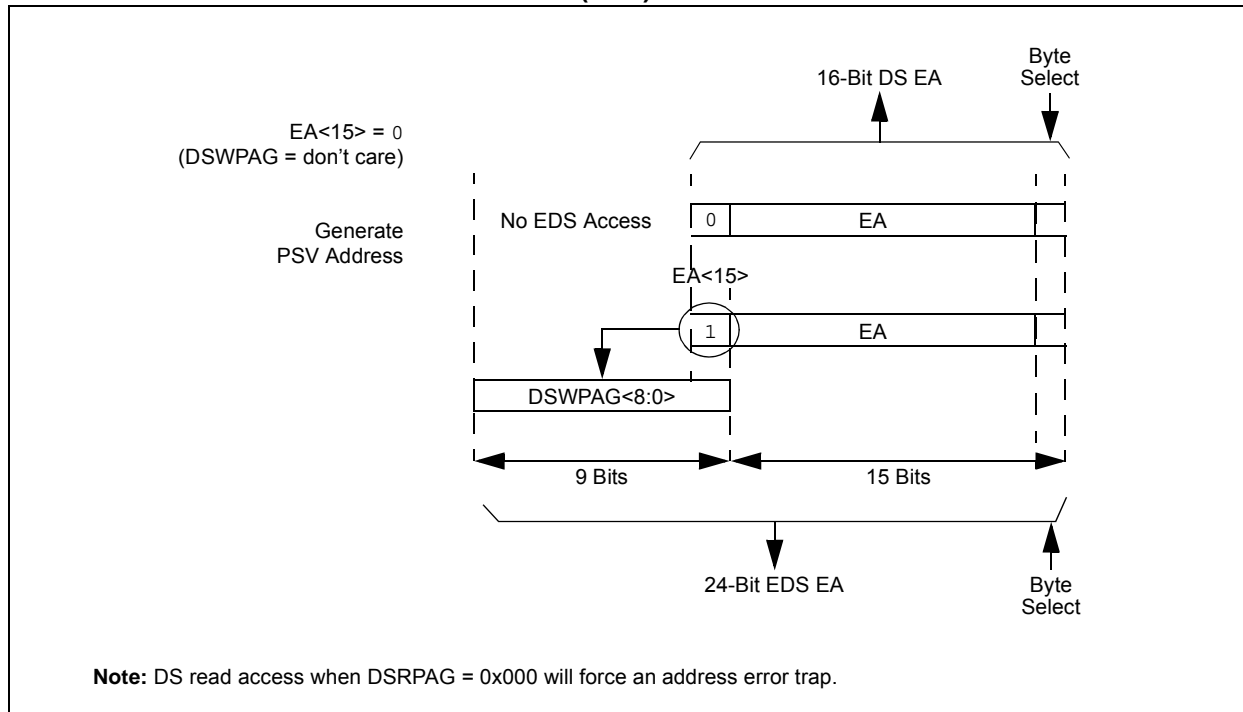 16-Bit DS EA
Byte
Select
EA<15> = 0
(DSWPAG = don't care)
No EDS Access
0
EA
Generate
PSV Address
EA<15>
1
EA
DSWPAG<8:0>
9 Bits
15 Bits
24-Bit EDS EA
Byte
Select
Note: DS read access when DSRPAG = 0x000 will force an address error trap.